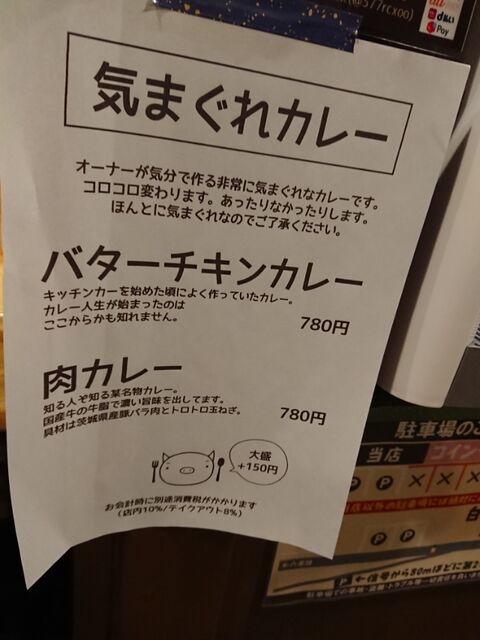 (@577rcxoo)
d払い
Pay
気まぐれカレー
オーナーが気分で作る非常に気まぐれなカレーです。
コロコロ変わります。あったりなかったりします。
ほんとに気まぐれなのでご了承ください。
バターチキンカレー
キッチンカーを始めた頃によく作っていたカレー。
カレー人生が始まったのは
ここからかも知れません。
780円
肉カレー
知る人ぞ知る某名物カレー。
国産牛の牛脂で濃い旨味を出してます。
具材は茨城県産豚バラ肉とトロトロ玉ねぎ。
780円
大盛
+150円
お会計時に別途消費税がかかります
(店内10%/テイクアウト8%)
駐車場のご
当店
コイン
P P × × ×
P P